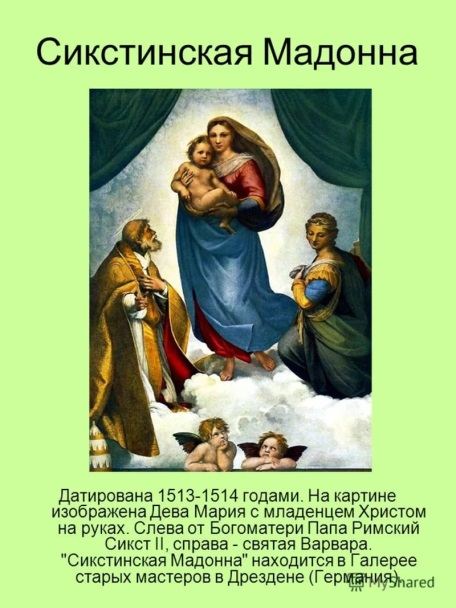 Сикстинская Мадонна
Датирована 1513-1514 годами. На картине
изображена Дева Мария с младенцем Христом
на руках. Слева от Богоматери Папа Римский
Сикст II, справа - святая Варвара.
"Сикстинская Мадонна" находится в Галерее
старых мастеров в Дрездене (Германия).
MyShared